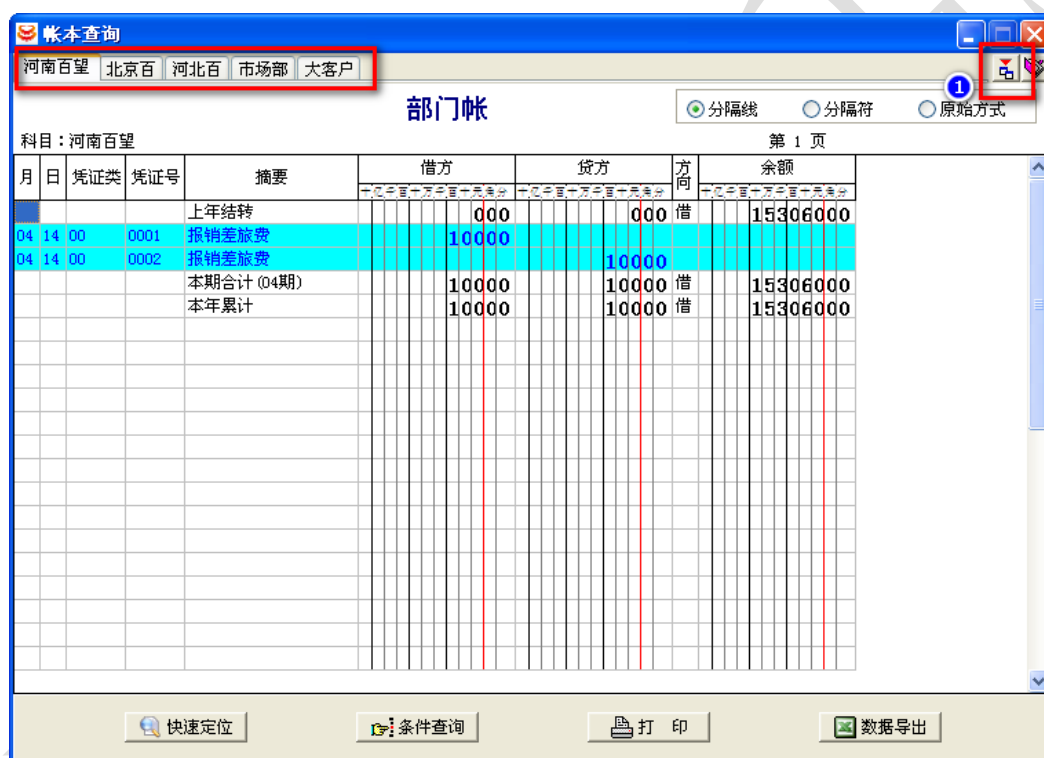 帐本查询
河南百望 北京百 河北百 市场部 大客户
1
部门帐 分隔线 分隔符 原始方式
科目:河南百望 第 1 页
月 日 凭证类 凭证号 摘要 借方 贷方 方向 余额
十亿千百十万千百十元角分 十亿千百十万千百十元角分 十亿千百十万千百十元角分
上年结转 000 000 借 15306000
04 14 00 0001 报销差旅费 10000
04 14 00 0002 报销差旅费 10000
本期合计(04期) 10000 10000 借 15306000
本年累计 10000 10000 借 15306000
快速定位 条件查询 打 印 数据导出